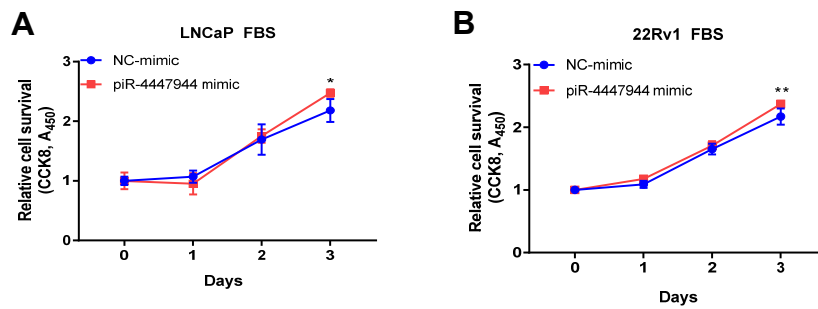 A
LNCaP FBS
NC-mimic
piR-4447944 mimic
*
Relative cell survival
(CCK8, A450)
3
2
1
0
0 1 2 3
Days
B
22Rv1 FBS
NC-mimic
piR-4447944 mimic
**
Relative cell survival
(CCK8, A450)
3
2
1
0
0 1 2 3
Days